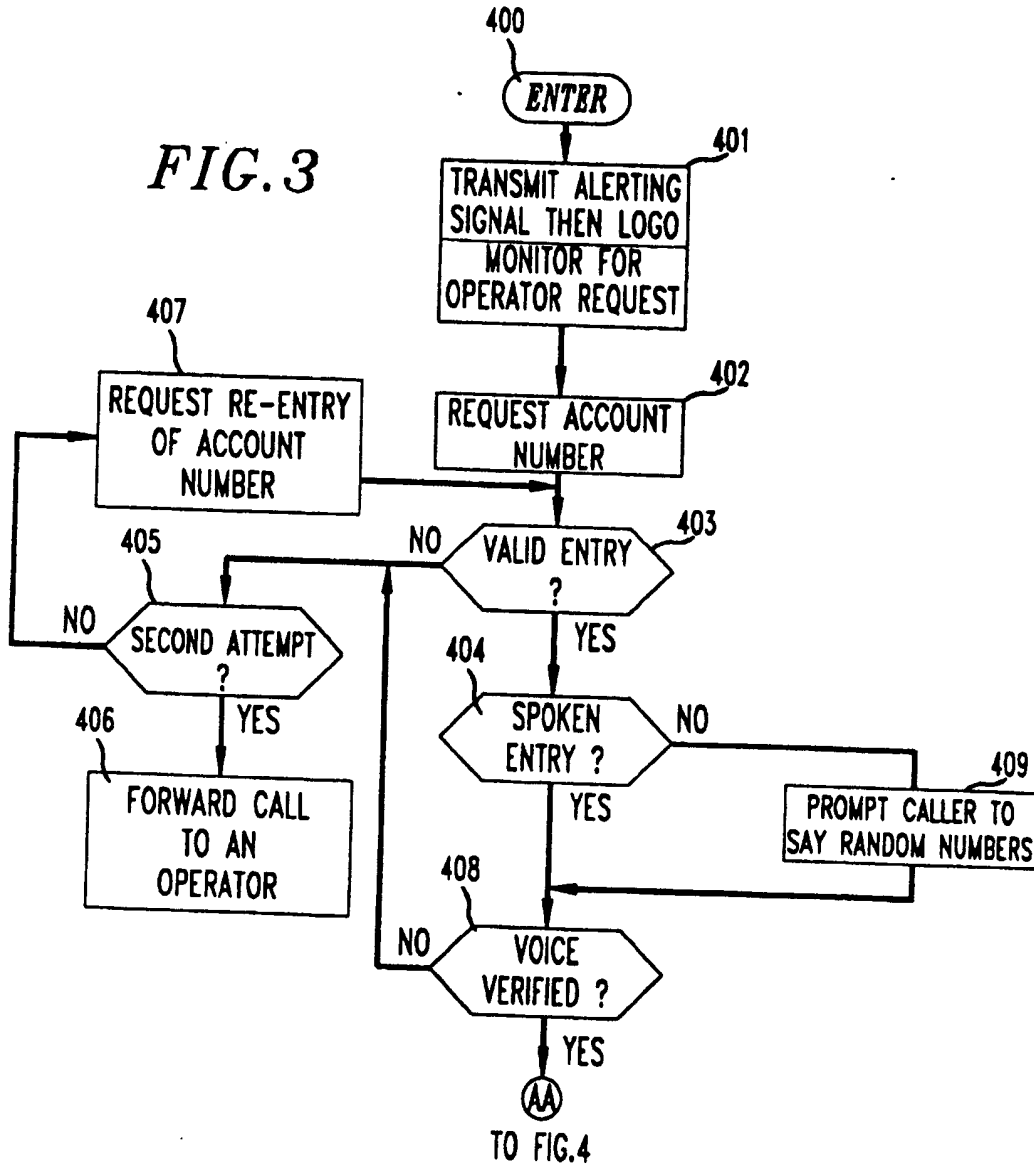 400
ENTER
FIG.3
401
TRANSMIT ALERTING
SIGNAL THEN LOGO
MONITOR FOR
OPERATOR REQUEST
407
REQUEST RE-ENTRY
OF ACCOUNT
NUMBER
402
REQUEST ACCOUNT
NUMBER
403
VALID ENTRY
?
NO
YES
405
SECOND ATTEMPT
?
NO
YES
406
FORWARD CALL
TO AN
OPERATOR
404
SPOKEN
ENTRY ?
NO
YES
409
PROMPT CALLER TO
SAY RANDOM NUMBERS
408
VOICE
VERIFIED ?
NO
YES
AA
TO FIG.4